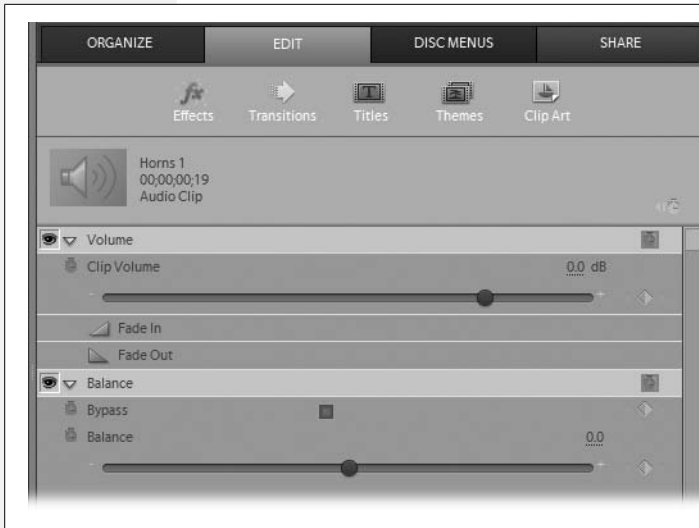 ORGANIZE EDIT DISC MENUS SHARE
Effects Transitions Titles Themes Clip Art
Horns 1
00;00;00;19
Audio Clip
Volume
Clip Volume 0.0 dB
- +
Fade In
Fade Out
Balance
Bypass
Balance 0.0
- +